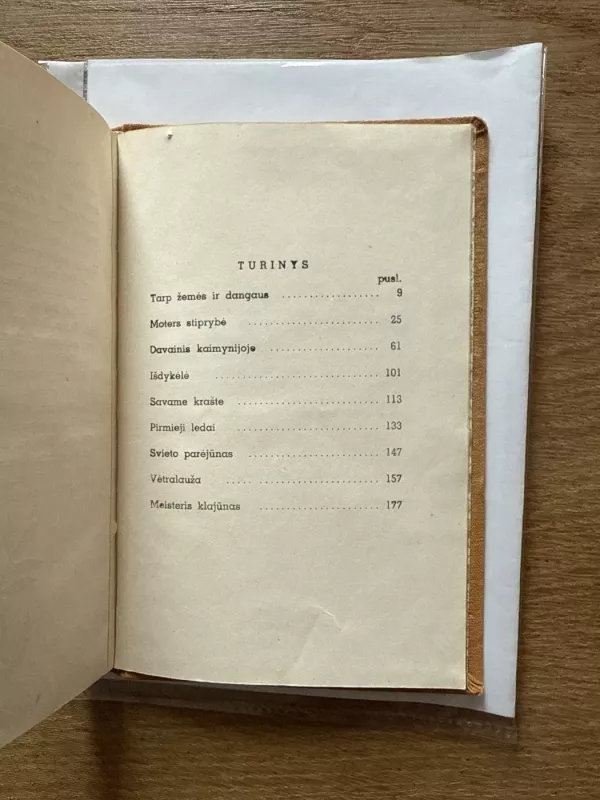 TURINYS
pusl.
Tarp žemės ir dangaus .................... 9
Moters stiprybė .......................... 25
Davainis kaimynijoje ..................... 61
Išdykėlė ................................. 101
Savame krašte ............................ 113
Pirmieji ledai ........................... 133
Svieto parėjūnas ......................... 147
Vėtralauža ............................... 157
Meisteris klajūnas ....................... 177